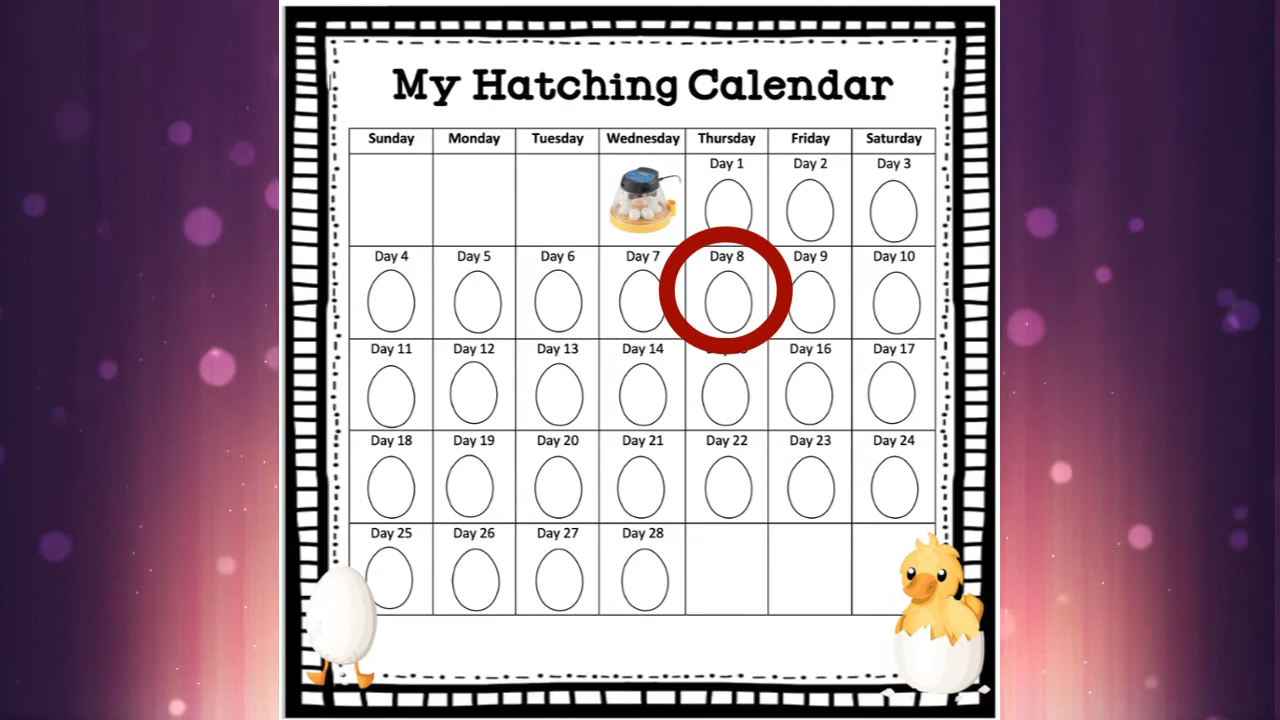 My Hatching Calendar
Sunday Monday Tuesday Wednesday Thursday Friday Saturday
Day 1 Day 2 Day 3
Day 4 Day 5 Day 6 Day 7 Day 8 Day 9 Day 10
Day 11 Day 12 Day 13 Day 14 Day 16 Day 17
Day 18 Day 19 Day 20 Day 21 Day 22 Day 23 Day 24
Day 25 Day 26 Day 27 Day 28